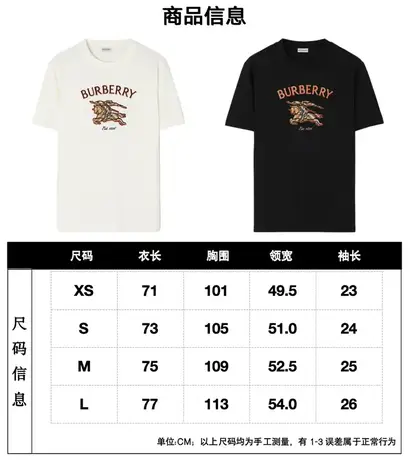 商品信息
BURBERRY
BURBERRY
尺码 衣长 胸围 领宽 袖长
尺码信息
XS 71 101 49.5 23
S 73 105 51.0 24
M 75 109 52.5 25
L 77 113 54.0 26
单位:CM; 以上尺码均为手工测量，有 1-3 误差属于正常行为